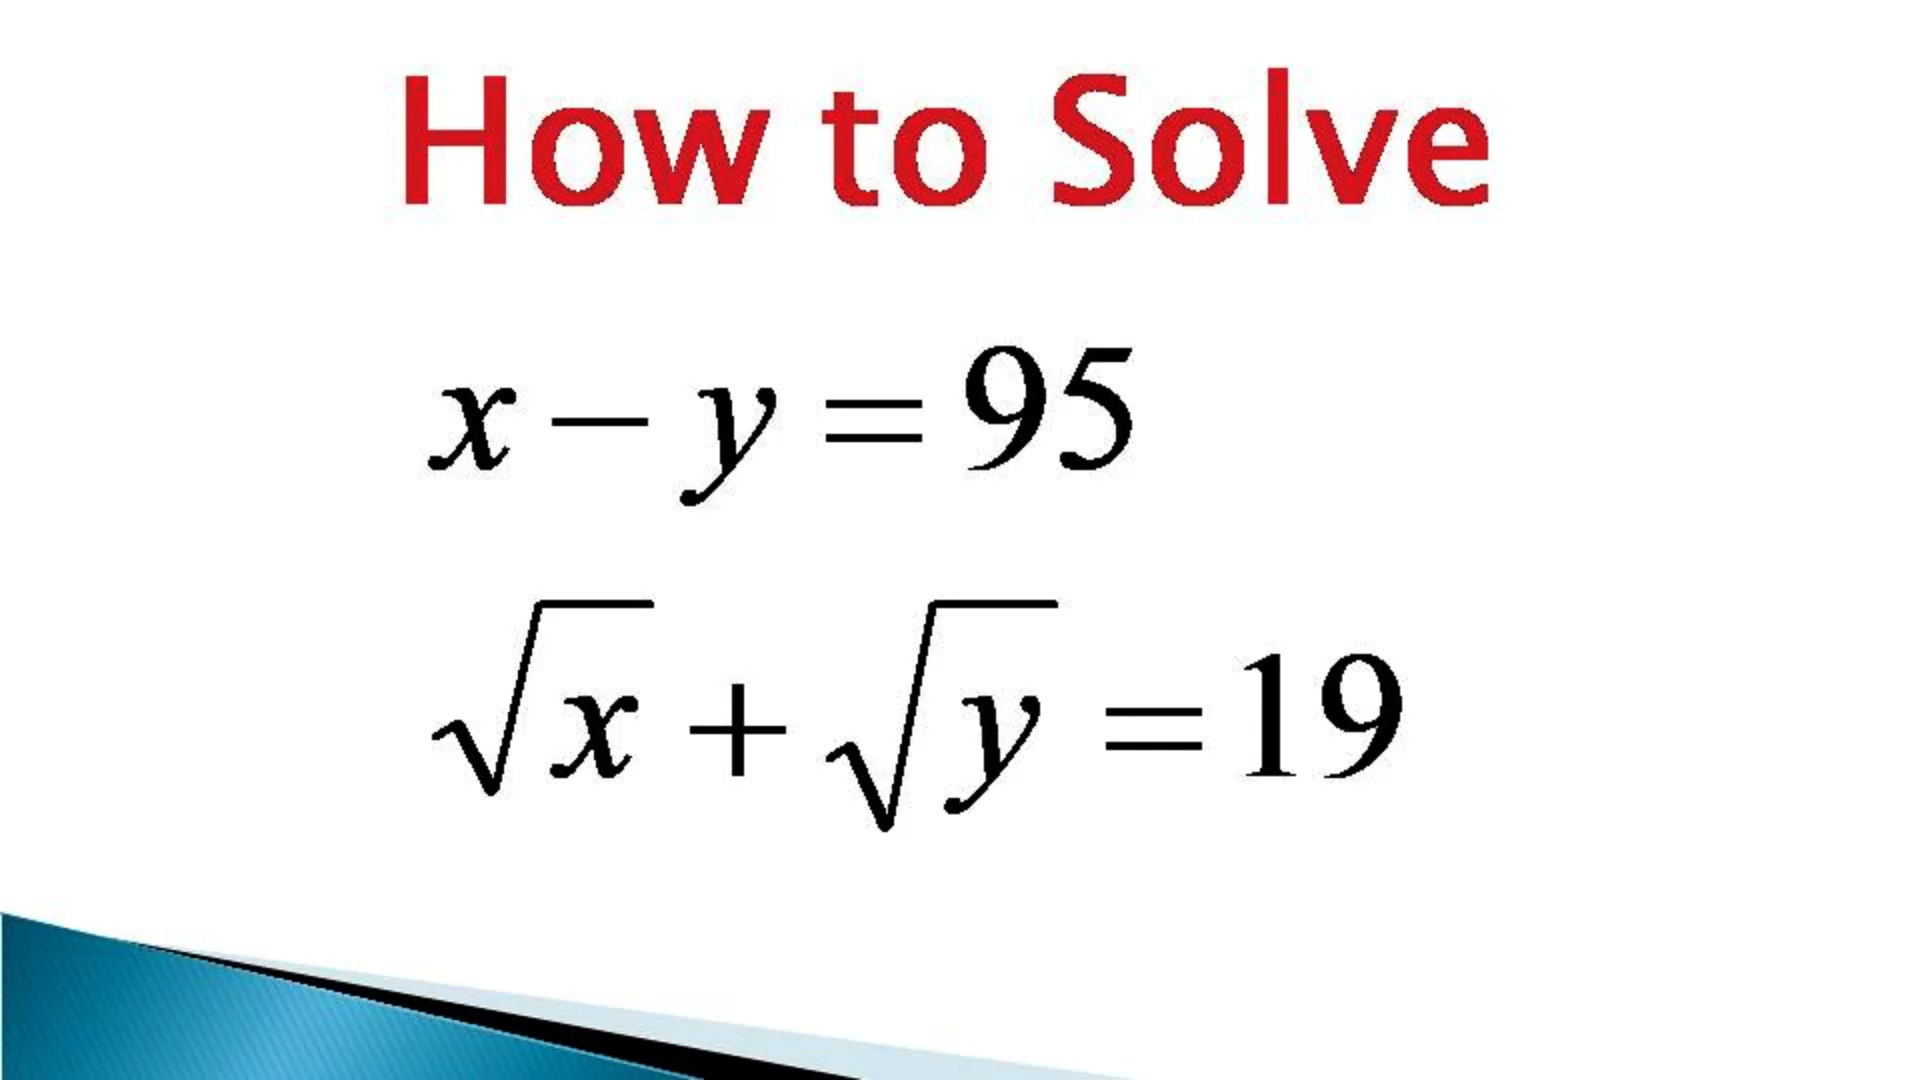 How to Solve
x − y = 95
√x + √y = 19